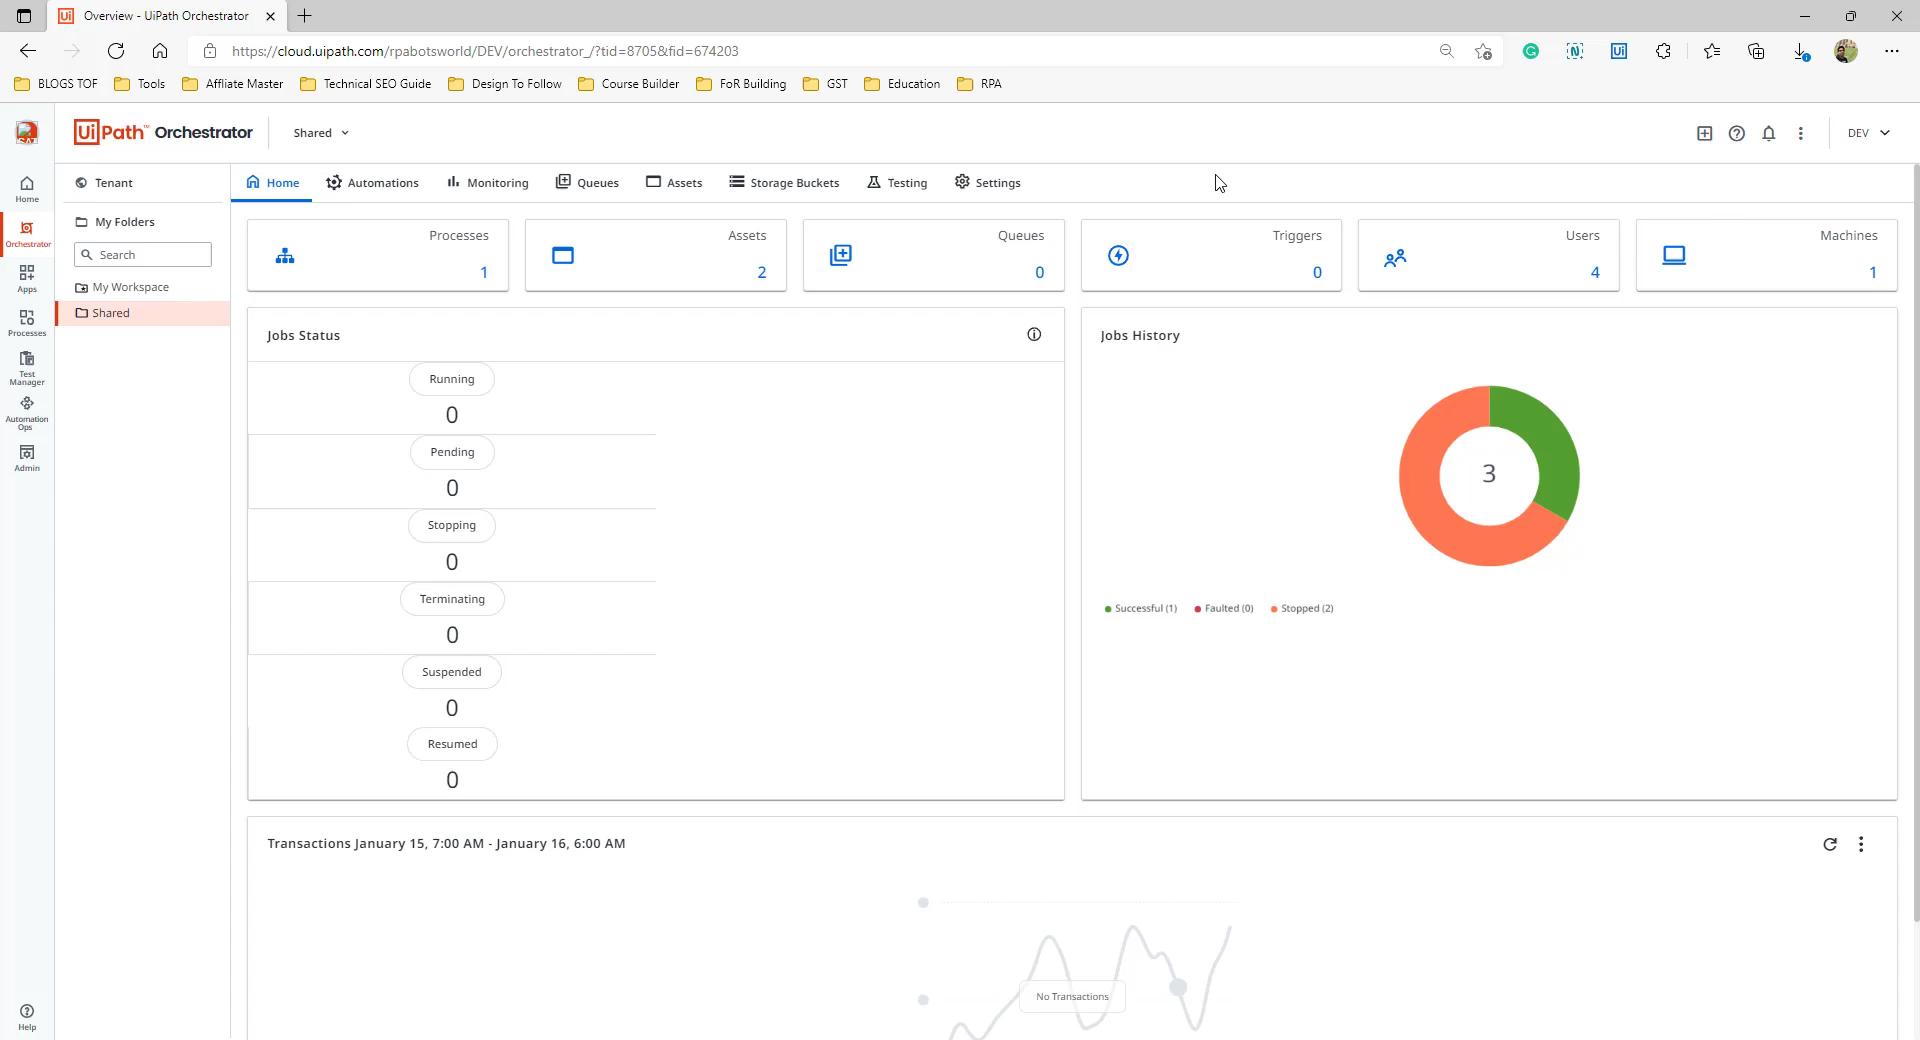 Overview - UiPath Orchestrator
https://cloud.uipath.com/rpabotsworld/DEV/orchestrator_/?tid=8705&fid=674203
BLOGS TOF Tools Affliate Master Technical SEO Guide Design To Follow Course Builder FoR Building GST Education RPA
UiPath™ Orchestrator Shared DEV
Home
Orchestrator
Apps
Processes
Test
Manager
Automation
Ops
Admin
Help
Tenant
My Folders
Search
My Workspace
Shared
Home Automations Monitoring Queues Assets Storage Buckets Testing Settings
Processes
1
Assets
2
Queues
0
Triggers
0
Users
4
Machines
1
Jobs Status
Running
0
Pending
0
Stopping
0
Terminating
0
Suspended
0
Resumed
0
Jobs History
3
Successful (1) Faulted (0) Stopped (2)
Transactions January 15, 7:00 AM - January 16, 6:00 AM
No Transactions